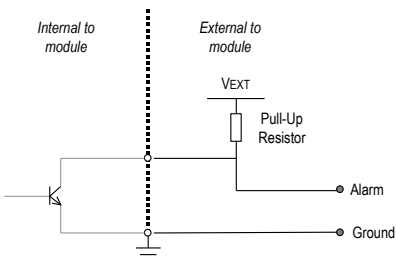 Internal to
module
External to
module
VEXT
Pull-Up
Resistor
Alarm
Ground